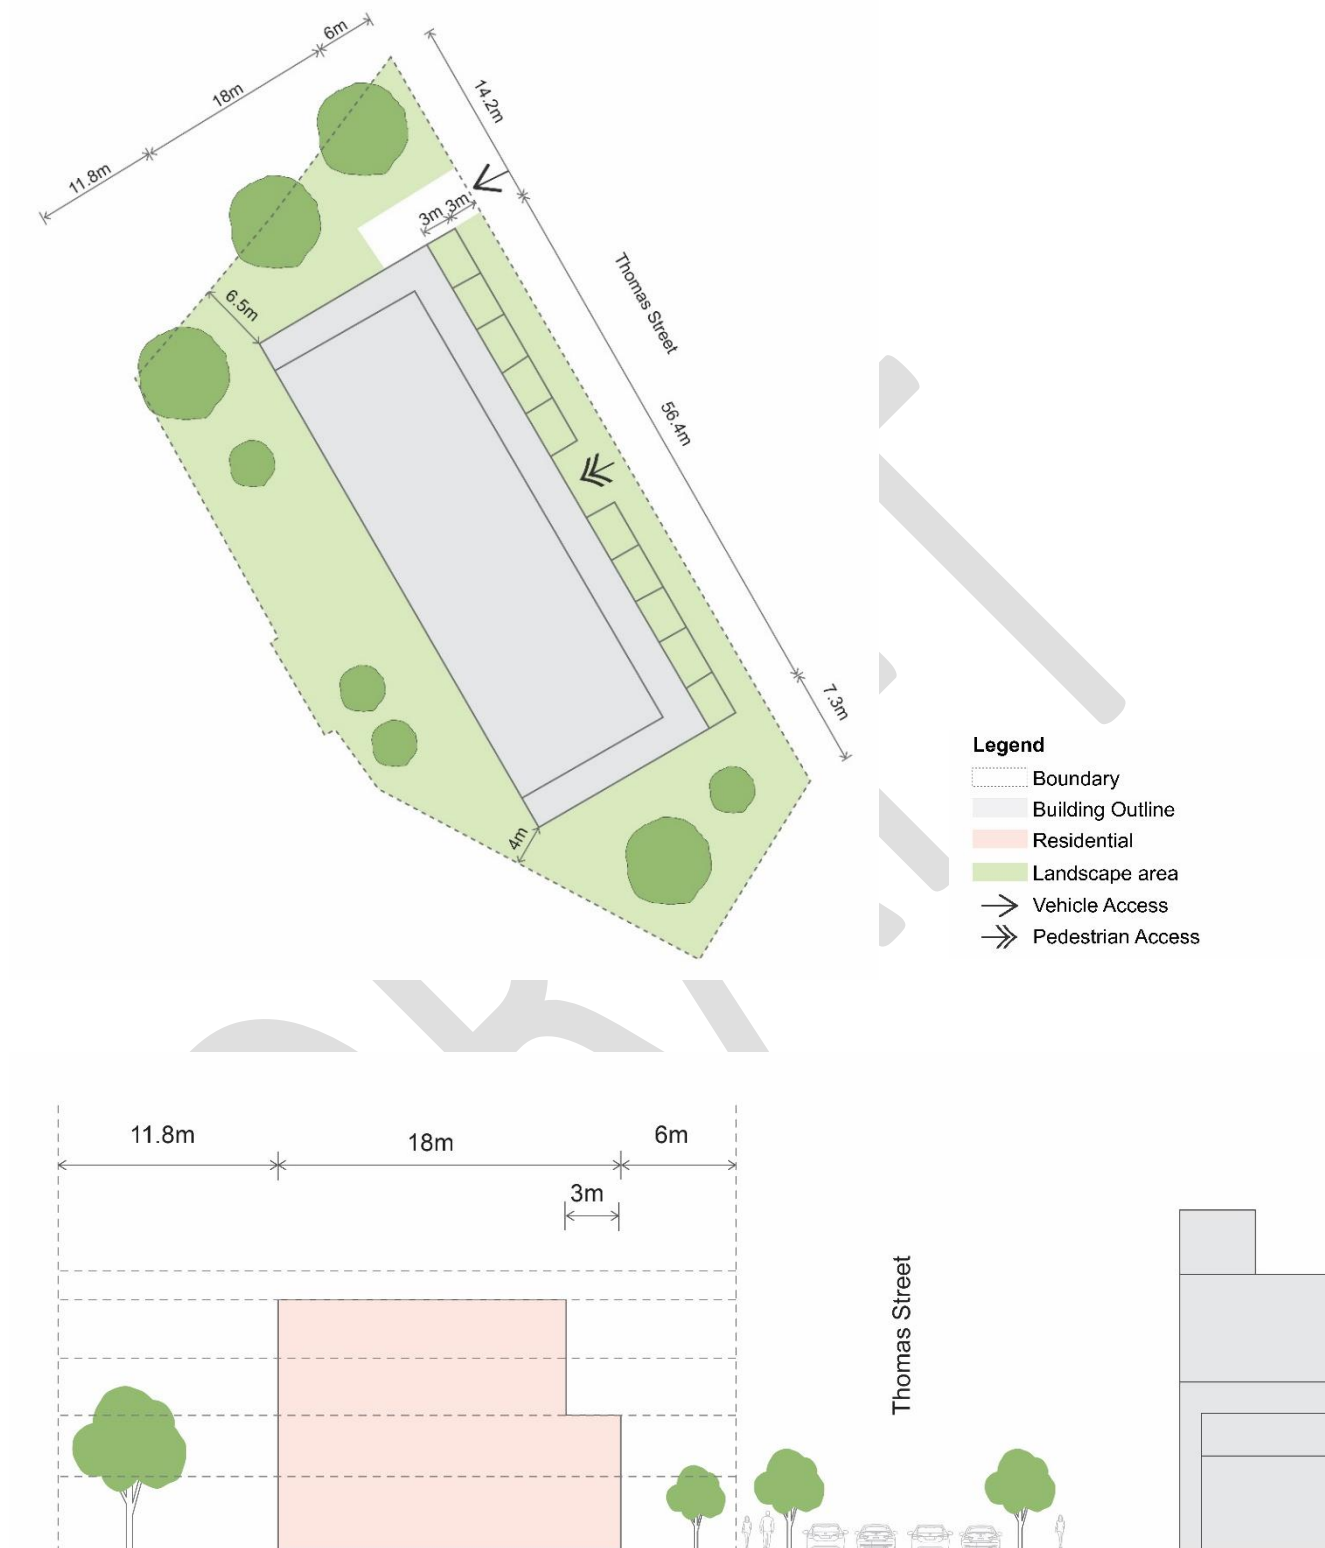 6m
18m
11.8m
14.2m
3m 3m
6.5m
Thomas Street
56.4m
7.3m
4m
Legend
Boundary
Building Outline
Residential
Landscape area
Vehicle Access
Pedestrian Access
11.8m
18m
6m
3m
Thomas Street